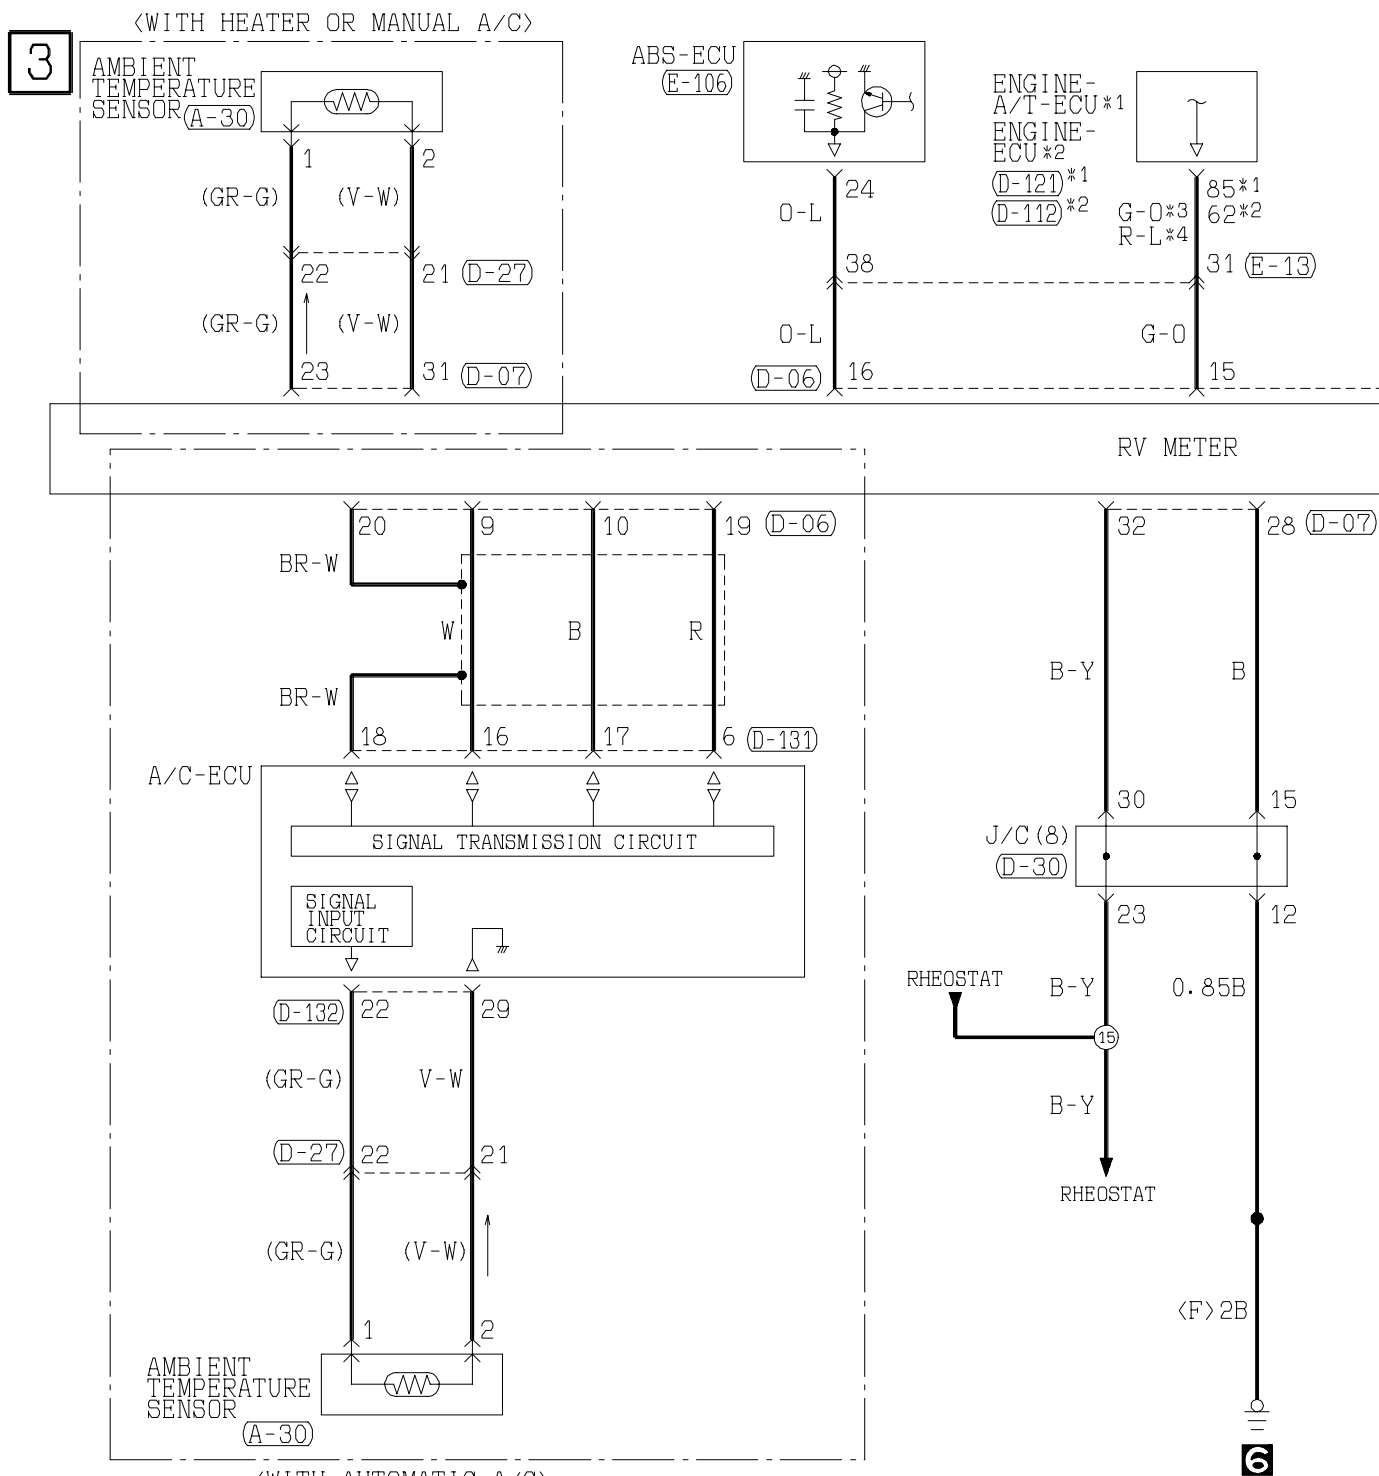 〈WITH HEATER OR MANUAL A/C〉
3
AMBIENT
TEMPERATURE
SENSOR (A-30)
1
2
(GR-G)
(V-W)
22
21 (D-27)
(GR-G)
(V-W)
23
31 (D-07)
ABS-ECU
(E-106)
24
O-L
38
O-L
(D-06) 16
ENGINE-
A/T-ECU*1
ENGINE-
ECU*2
(D-121)*1
(D-112)*2
85*1
62*2
G-O*3
R-L*4
31 (E-13)
G-O
15
RV METER
20
9
10
19 (D-06)
BR-W
W
B
R
BR-W
18
16
17
6 (D-131)
A/C-ECU
SIGNAL TRANSMISSION CIRCUIT
SIGNAL
INPUT
CIRCUIT
(D-132) 22
29
(GR-G)
V-W
(D-27) 22
21
(GR-G)
(V-W)
1
2
AMBIENT
TEMPERATURE
SENSOR
(A-30)
〈WITH AUTOMATIC A/C〉
32
28 (D-07)
B-Y
B
30
15
J/C(8)
(D-30)
23
12
RHEOSTAT
B-Y
0.85B
15
B-Y
RHEOSTAT
〈F〉2B
6